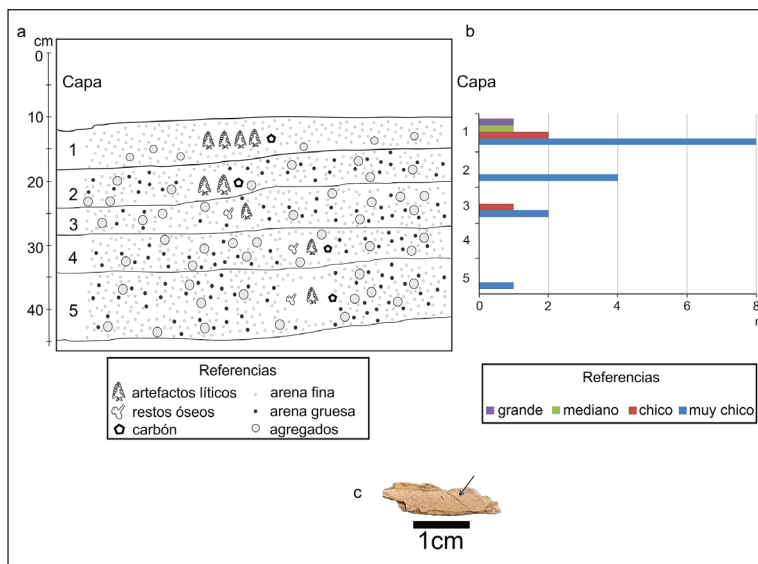 a
cm
0
10
20
30
40
Capa
1
2
3
4
5
Referencias
artefactos líticos
arena fina
restos óseos
arena gruesa
carbón
agregados
b
Capa
1
2
3
4
5
0
2
4
6
8
Referencias
grande mediano chico muy chico
c
1cm